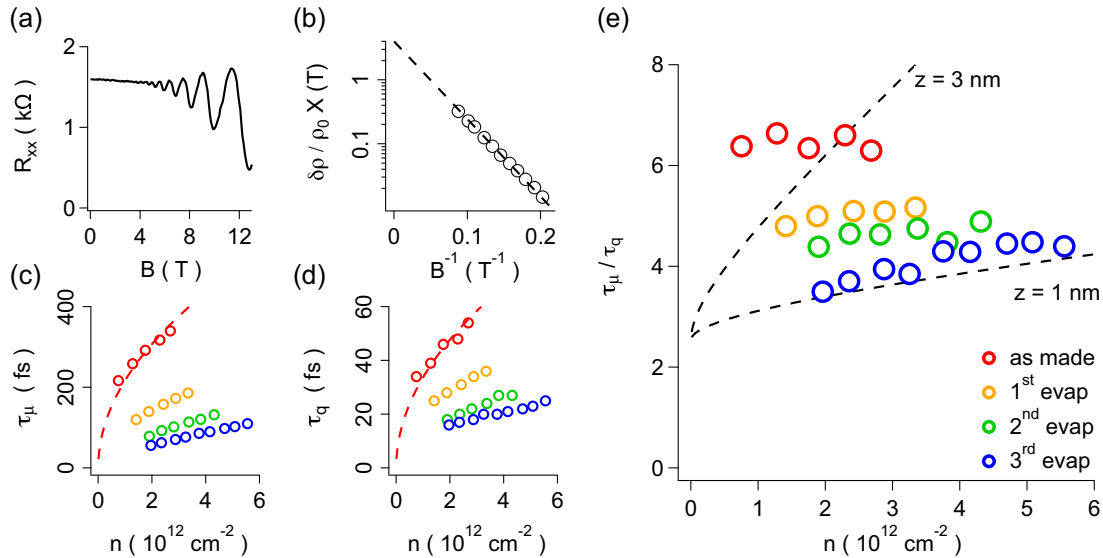 (a)
2
1
0
R_xx ( kΩ )
0 4 8 12
B ( T )
(b)
1
0.1
δρ / ρ_0 X (T)
0 0.1 0.2
B^-1 ( T^-1 )
(c)
400
200
0
τ_μ ( fs )
0 2 4 6
n ( 10^12 cm^-2 )
(d)
60
40
20
0
τ_q ( fs )
0 2 4 6
n ( 10^12 cm^-2 )
(e)
8
6
4
2
0
τ_μ / τ_q
z = 3 nm
z = 1 nm
as made
1^st evap
2^nd evap
3^rd evap
0 1 2 3 4 5 6
n ( 10^12 cm^-2 )